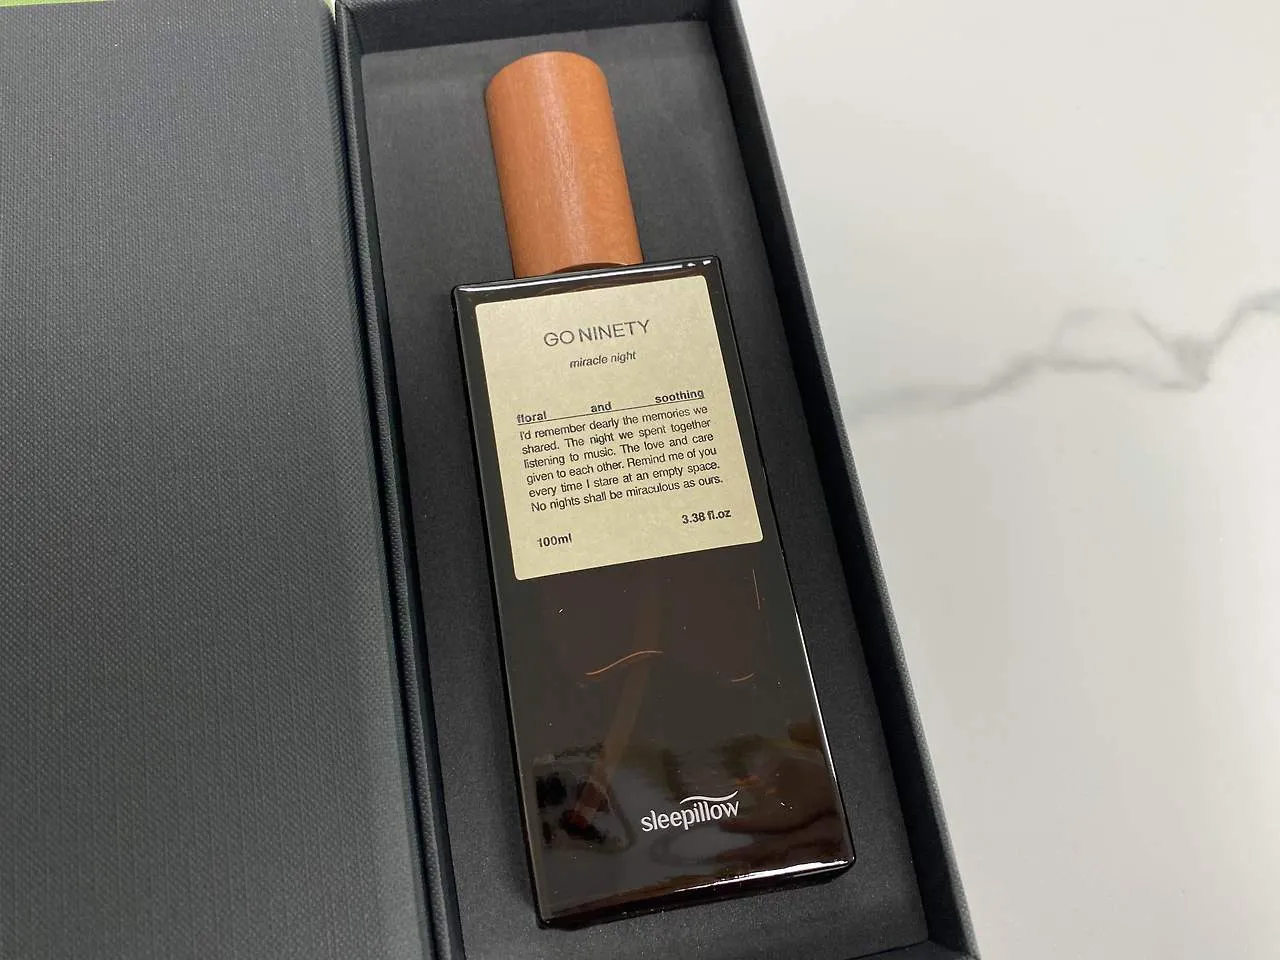 GO NINETY
miracle night
floral and soothing
I'd remember dearly the memories we
shared. The night we spent together
listening to music. The love and care
given to each other. Remind me of you
every time I stare at an empty space.
No nights shall be miraculous as ours.
100ml 3.38 fl.oz
sleepillow